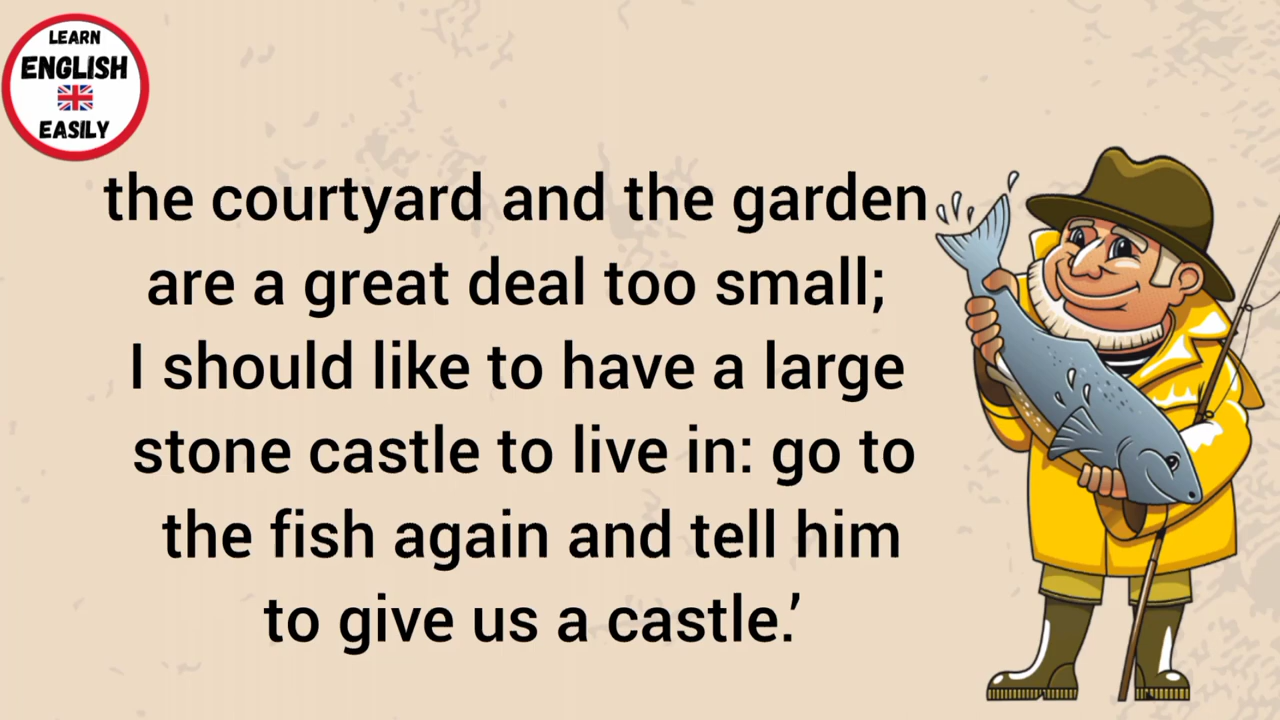 LEARN
ENGLISH
EASILY
the courtyard and the garden
are a great deal too small;
I should like to have a large
stone castle to live in: go to
the fish again and tell him
to give us a castle.’